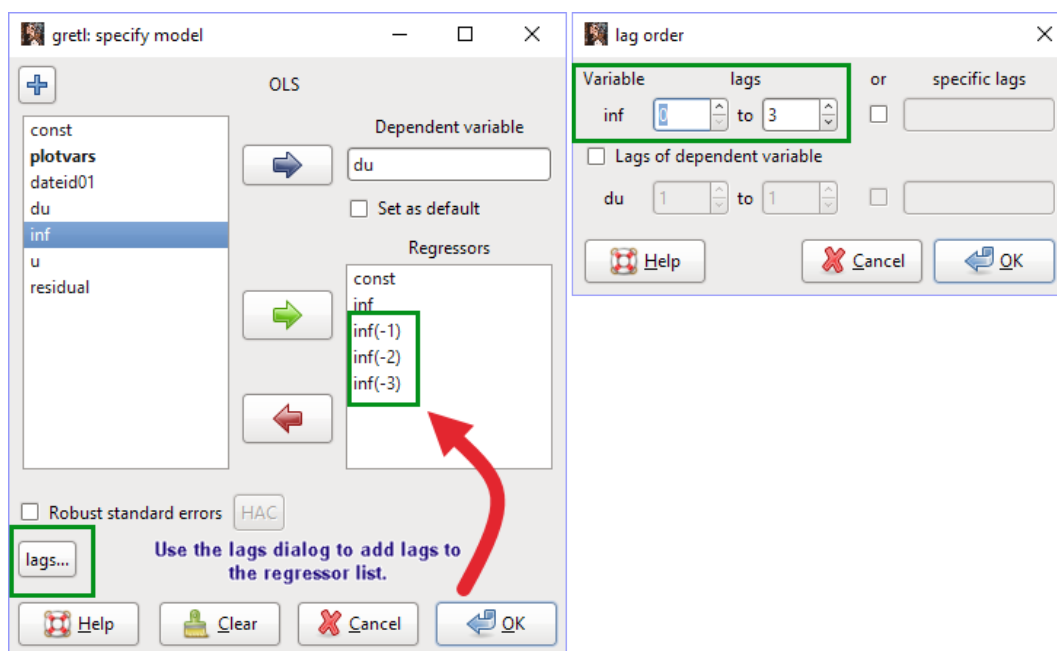 gretl: specify model
OLS
const
plotvars
dateid01
du
inf
u
residual
Dependent variable
du
Set as default
Regressors
const
inf
inf(-1)
inf(-2)
inf(-3)
Robust standard errors HAC
lags...
Use the lags dialog to add lags to
the regressor list.
Help Clear Cancel OK
lag order
Variable lags or specific lags
inf 0 to 3
Lags of dependent variable
du 1 to 1
Help Cancel OK